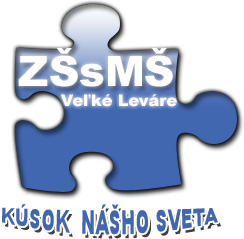 ZŠsMŠ
Veľké Leváre
KÚSOK NÁŠHO SVETA